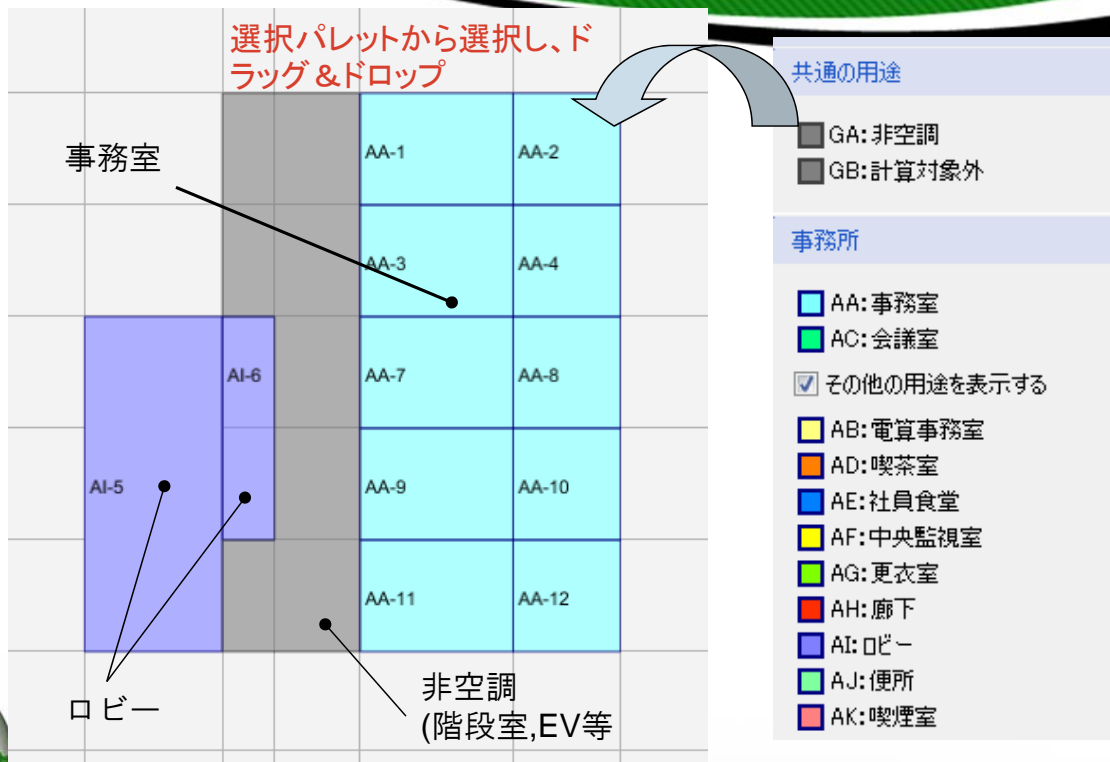 選択パレットから選択し、ド
ラッグ&ドロップ
事務室
AA-1
AA-2
AA-3
AA-4
AI-6
AA-7
AA-8
AI-5
AA-9
AA-10
AA-11
AA-12
ロビー
非空調
(階段室,EV等
共通の用途
GA:非空調
GB:計算対象外
事務所
AA:事務室
AC:会議室
その他の用途を表示する
AB:電算事務室
AD:喫茶室
AE:社員食堂
AF:中央監視室
AG:更衣室
AH:廊下
AI:ロビー
AJ:便所
AK:喫煙室